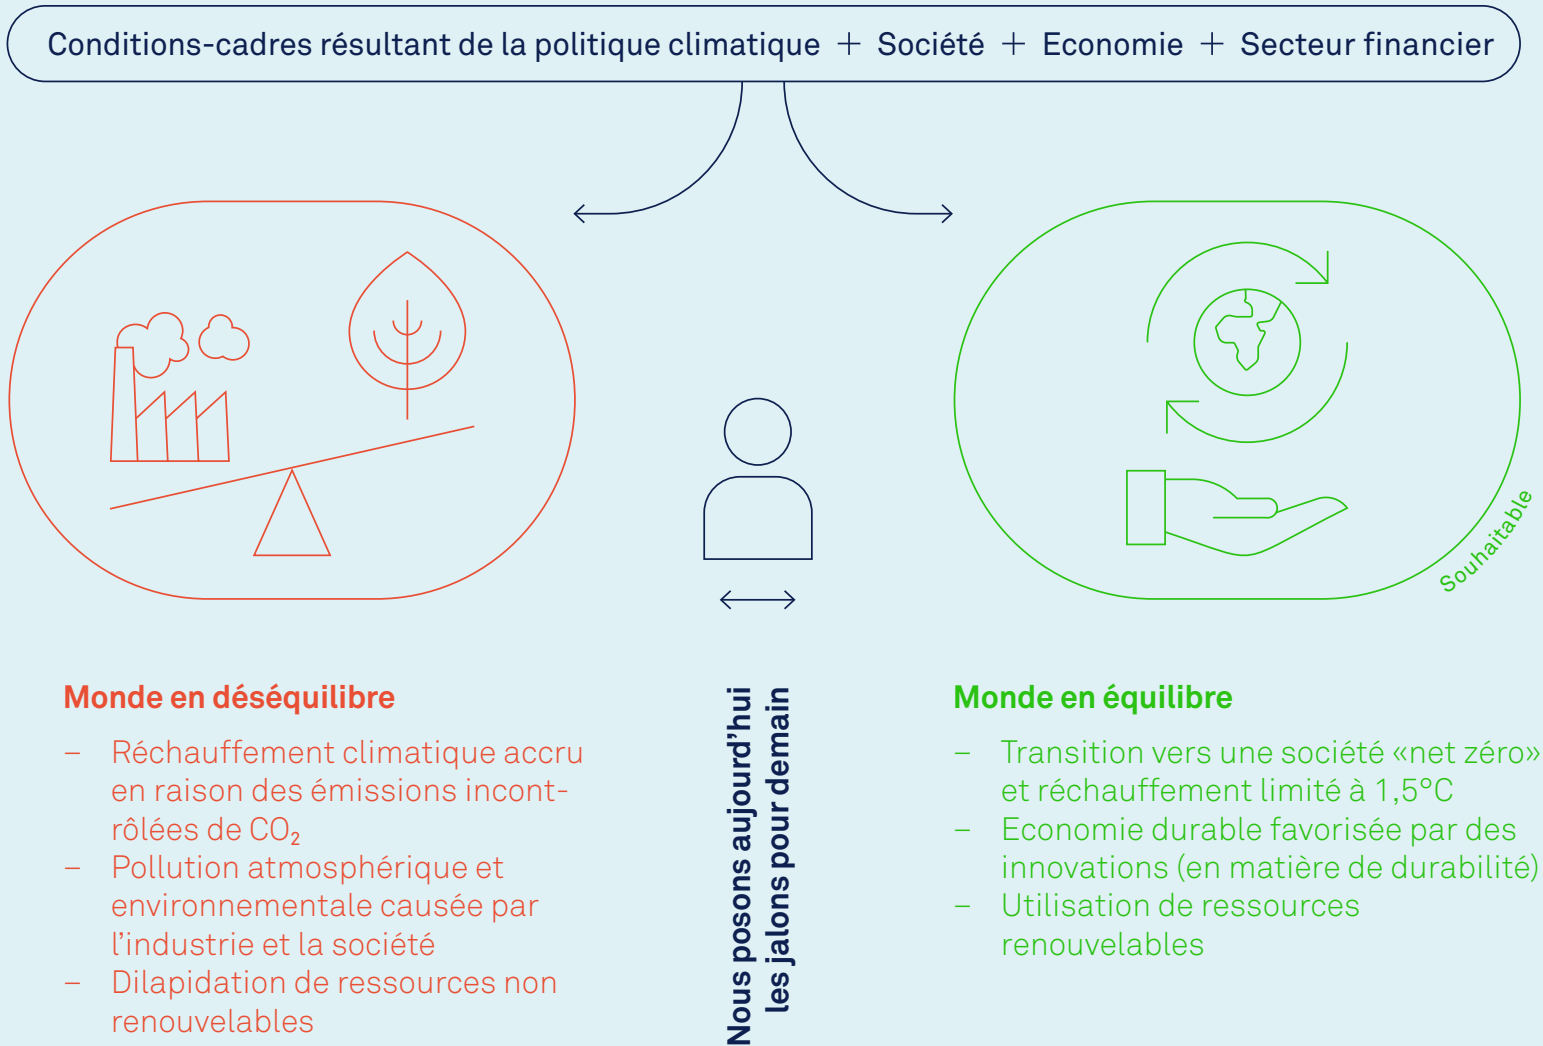 Conditions-cadres résultant de la politique climatique + Société + Economie + Secteur financier
Souhaitable
Monde en déséquilibre
– Réchauffement climatique accru
en raison des émissions incont-
rôlées de CO₂
– Pollution atmosphérique et
environnementale causée par
l'industrie et la société
– Dilapidation de ressources non
renouvelables
Nous posons aujourd'hui
les jalons pour demain
Monde en équilibre
– Transition vers une société «net zéro»
et réchauffement limité à 1,5°C
– Economie durable favorisée par des
innovations (en matière de durabilité)
– Utilisation de ressources
renouvelables